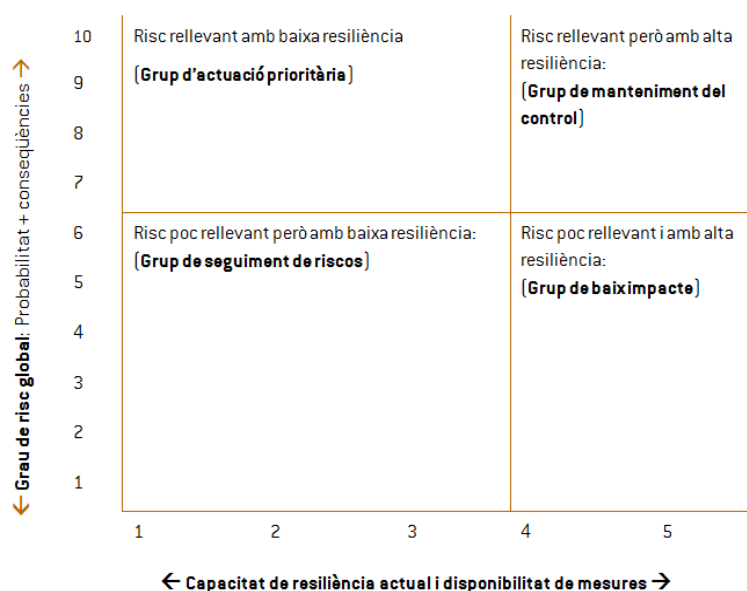 ← Grau de risc global: Probabilitat + conseqüències →
10
9
8
7
6
5
4
3
2
1
Risc rellevant amb baixa resiliència
(Grup d'actuació prioritària)
Risc rellevant però amb alta
resiliència:
(Grup de manteniment del
control)
Risc poc rellevant però amb baixa resiliència:
(Grup de seguiment de riscos)
Risc poc rellevant i amb alta
resiliència:
(Grup de baix impacte)
1 2 3 4 5
← Capacitat de resiliència actual i disponibilitat de mesures →